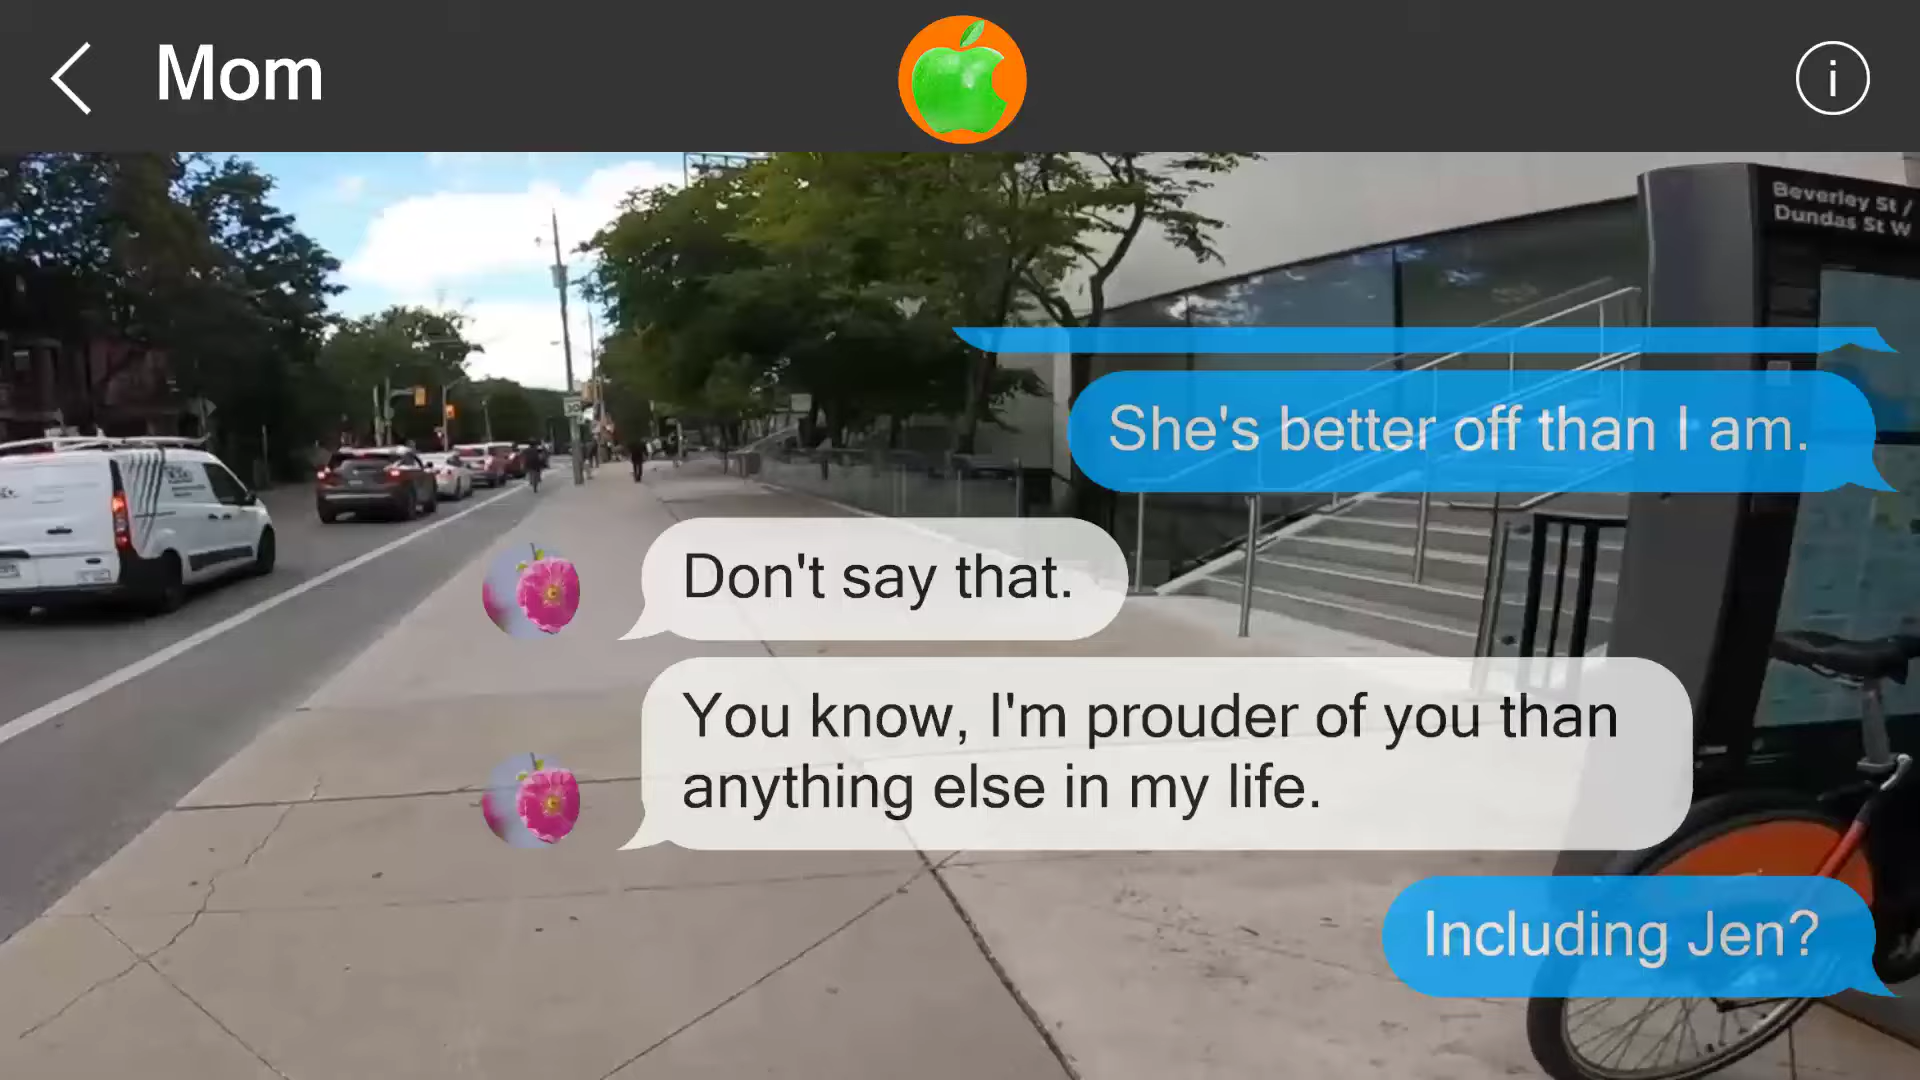 Mom
i
Beverley St /
Dundas St W
She's better off than I am.
Don't say that.
You know, I'm prouder of you than
anything else in my life.
Including Jen?